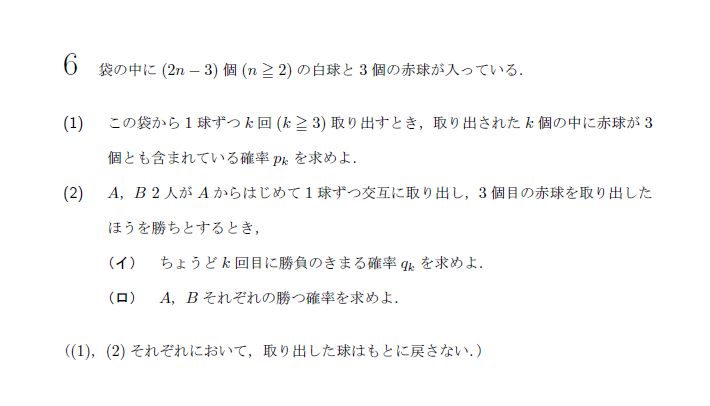 6 袋の中に (2n − 3) 個 (n ≧ 2) の白球と 3 個の赤球が入っている.
(1) この袋から 1 球ずつ k 回 (k ≧ 3) 取り出すとき，取り出された k 個の中に赤球が 3
個とも含まれている確率 pk を求めよ.
(2) A，B 2 人が A からはじめて 1 球ずつ交互に取り出し，3 個目の赤球を取り出した
ほうを勝ちとするとき，
(イ) ちょうど k 回目に勝負のきまる確率 qk を求めよ.
(ロ) A，B それぞれの勝つ確率を求めよ.
((1)，(2) それぞれにおいて，取り出した球はもとに戻さない.)